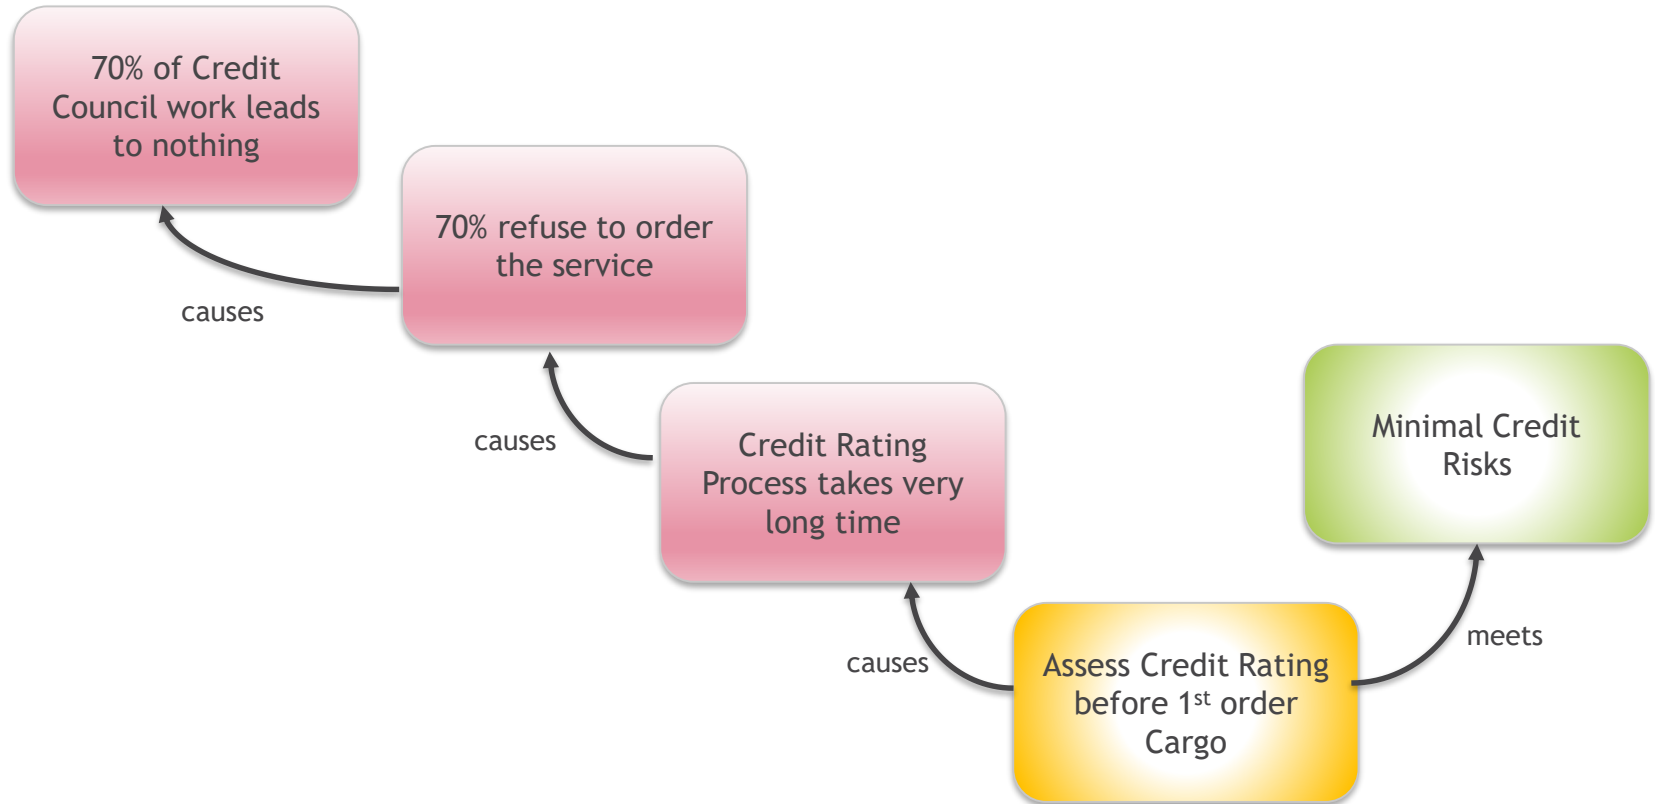 70% of Credit
Council work leads
to nothing
70% refuse to order
the service
causes
causes
Credit Rating
Process takes very
long time
Minimal Credit
Risks
causes
meets
Assess Credit Rating
before 1st order
Cargo